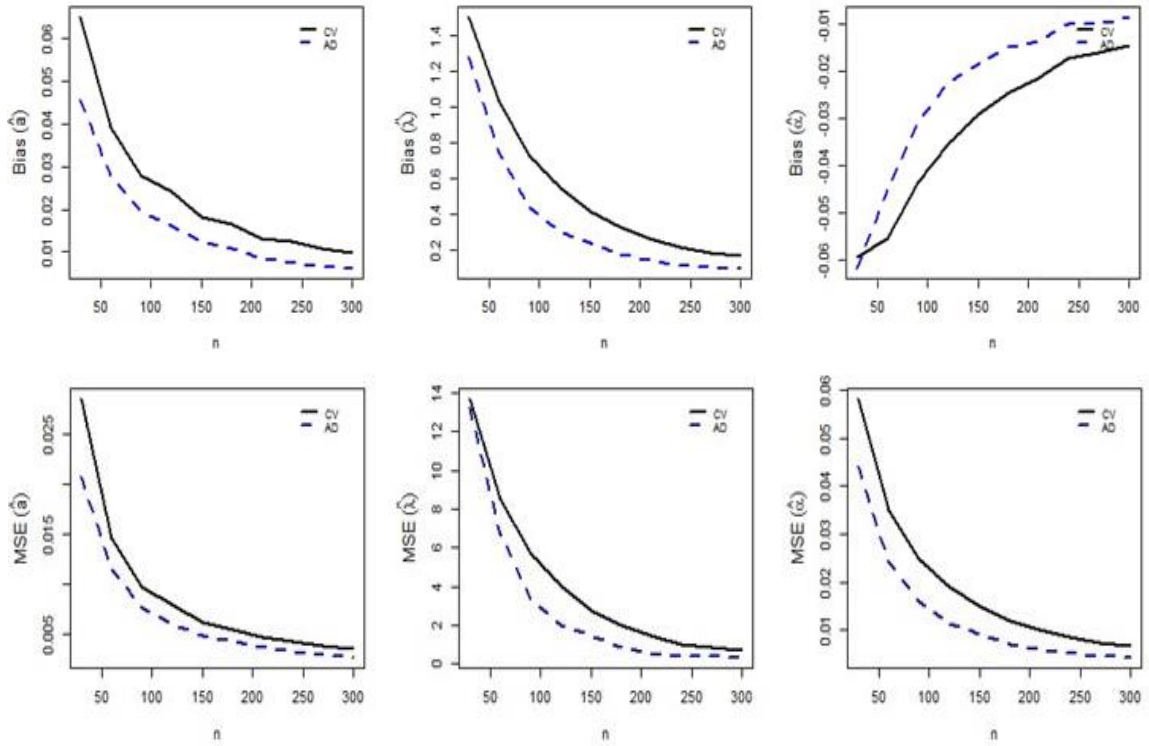 Bias (â)
0.01 0.02 0.03 0.04 0.05 0.06
CV
AD
50 100 150 200 250 300
n
Bias (λ̂)
0.2 0.4 0.6 0.8 1.0 1.2 1.4
CV
AD
50 100 150 200 250 300
n
Bias (α̂)
-0.06 -0.05 -0.04 -0.03 -0.02 -0.01
CV
AD
50 100 150 200 250 300
n
MSE (â)
0.005 0.015 0.025
CV
AD
50 100 150 200 250 300
n
MSE (λ̂)
0 2 4 6 8 10 12 14
CV
AD
50 100 150 200 250 300
n
MSE (α̂)
0.01 0.02 0.03 0.04 0.05 0.06
CV
AD
50 100 150 200 250 300
n